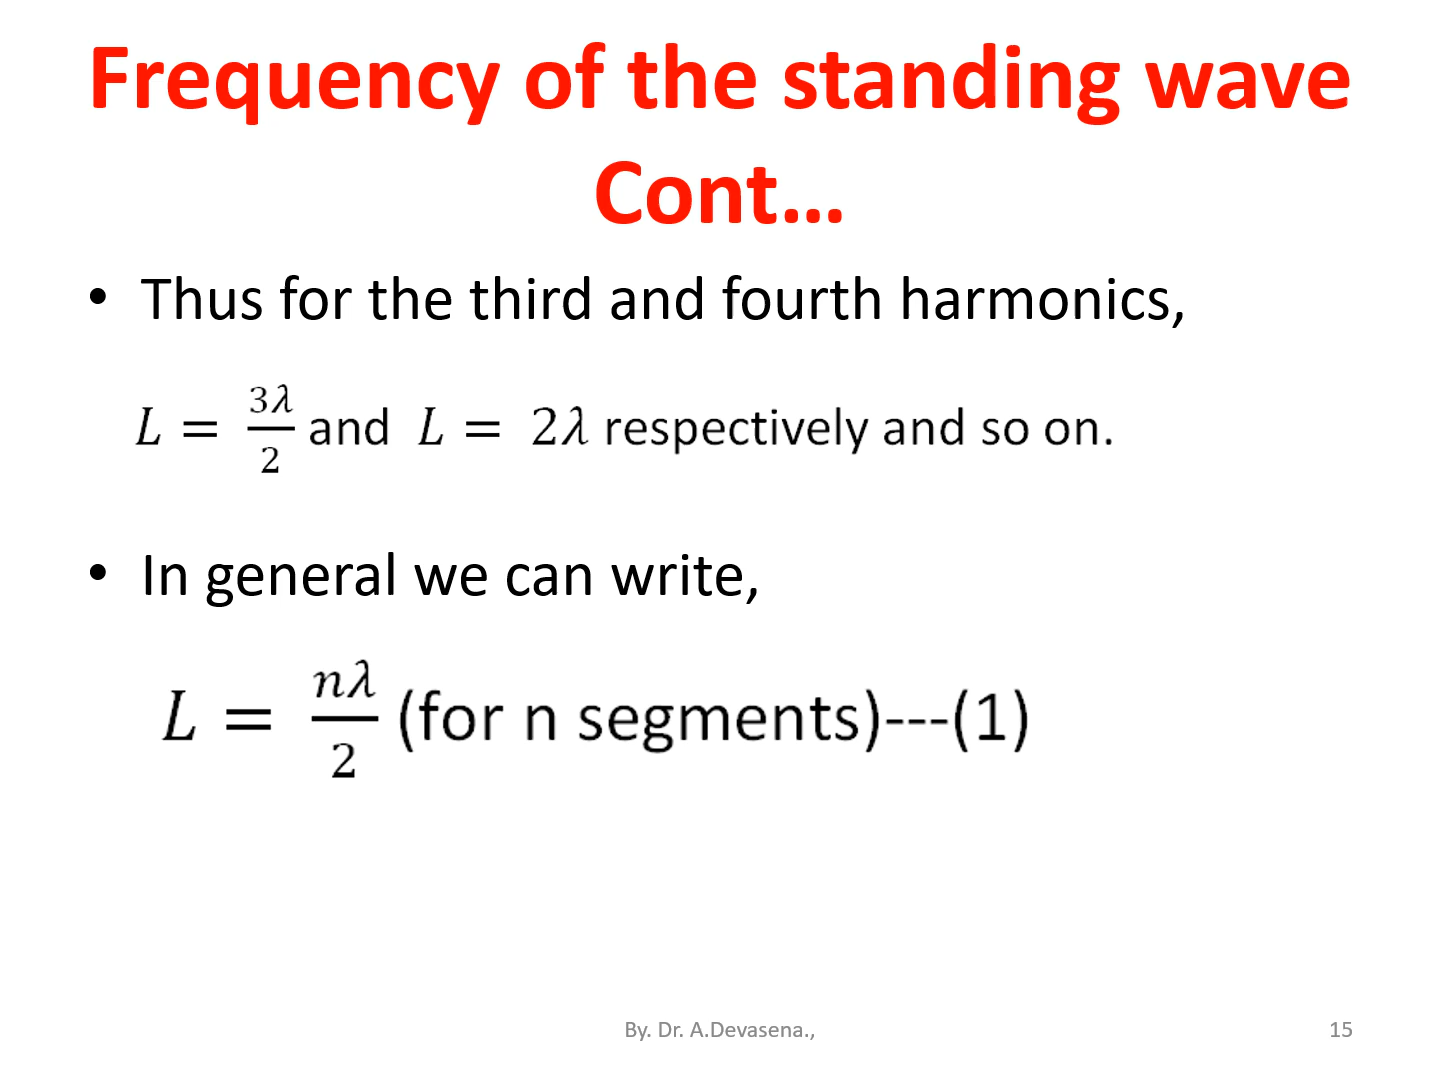 Frequency of the standing wave
Cont...
• Thus for the third and fourth harmonics,
L = 3λ/2 and L = 2λ respectively and so on.
• In general we can write,
L = nλ/2 (for n segments)---(1)
By. Dr. A.Devasena.,
15